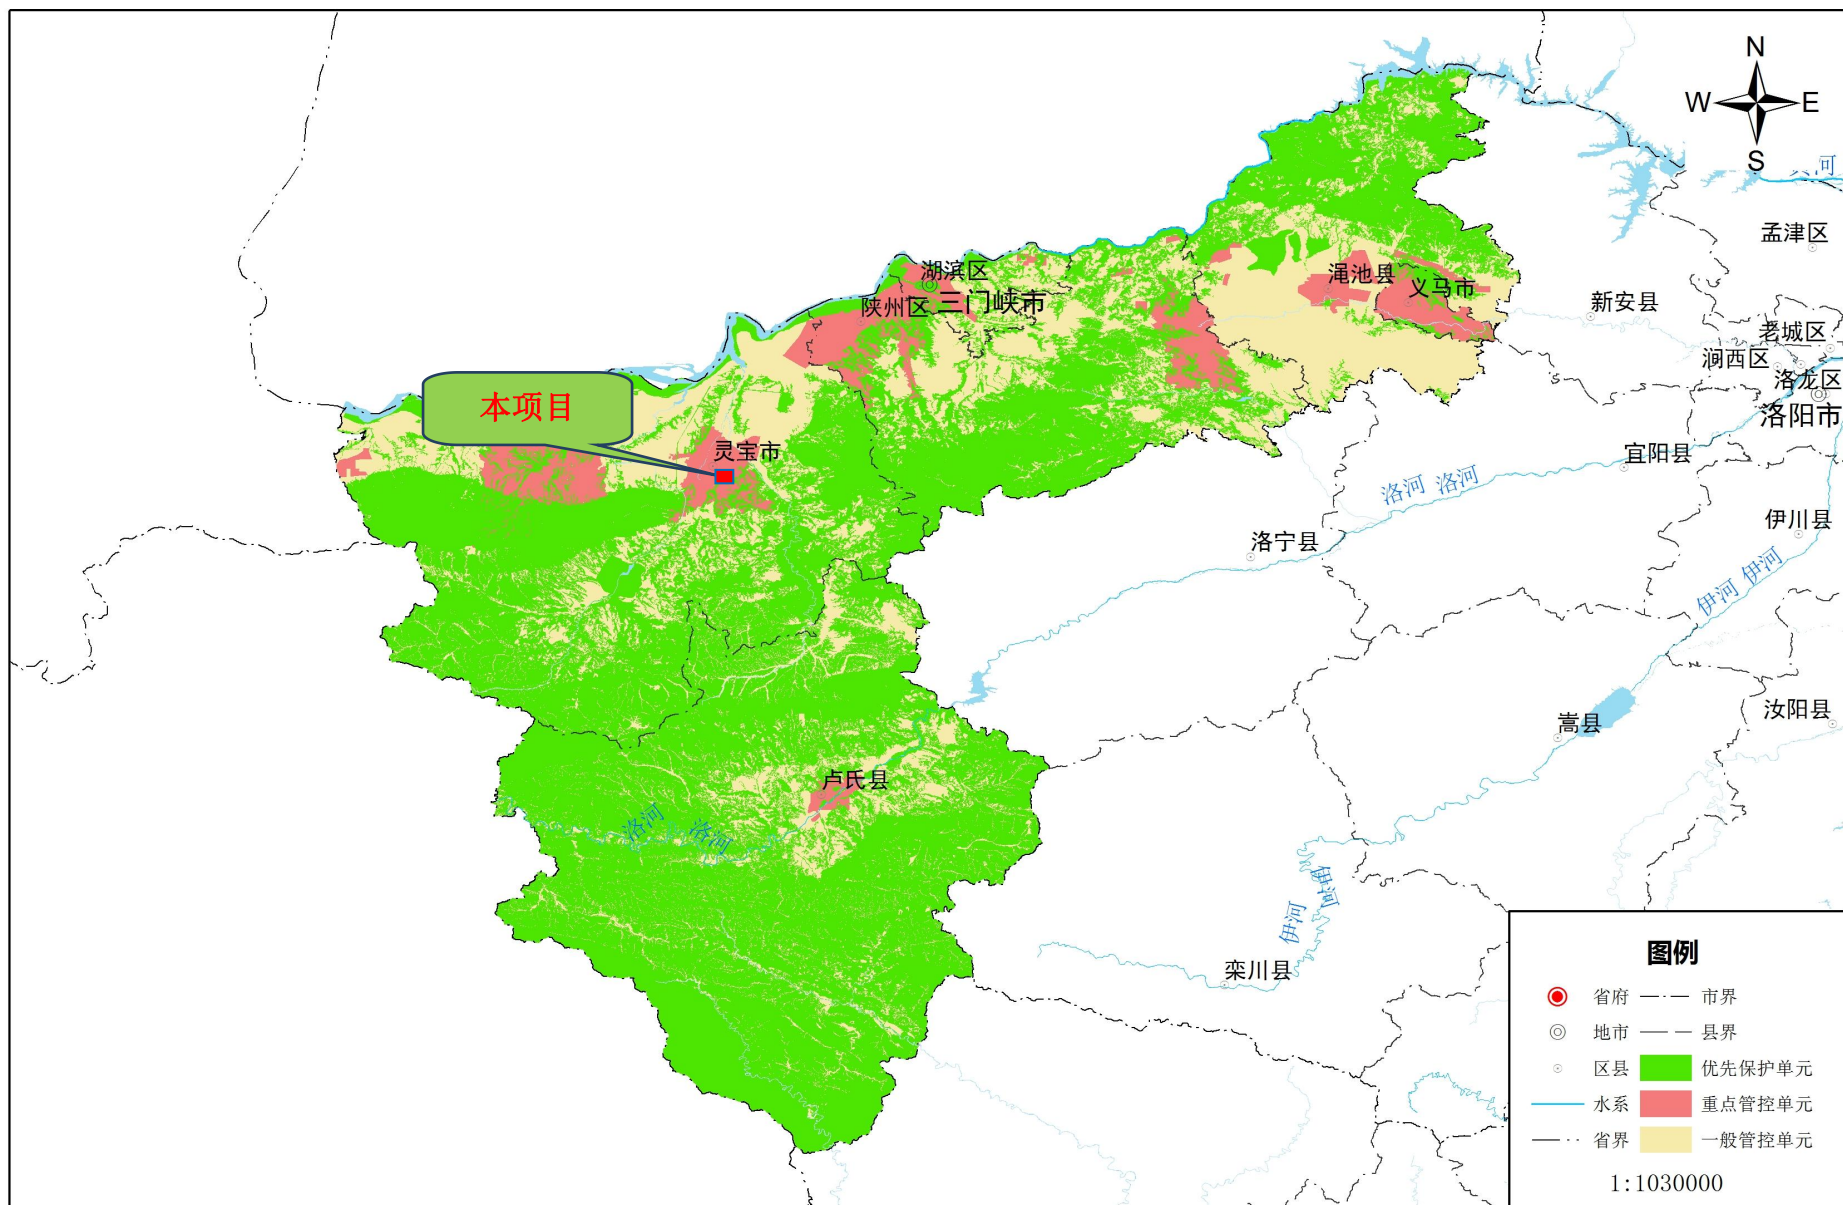 N
W E
S
黄河
孟津区
湖滨区
渑池县
义马市
陕州区
三门峡市
新安县
老城区
涧西区
洛龙区
洛阳市
本项目
灵宝市
宜阳县
洛河 洛河
伊川县
洛宁县
伊河 伊河
汝阳县
嵩县
卢氏县
洛河 洛河
伊河
伊河
栾川县
图例
省府 市界
地市 县界
区县 优先保护单元
水系 重点管控单元
省界 一般管控单元
1:1030000